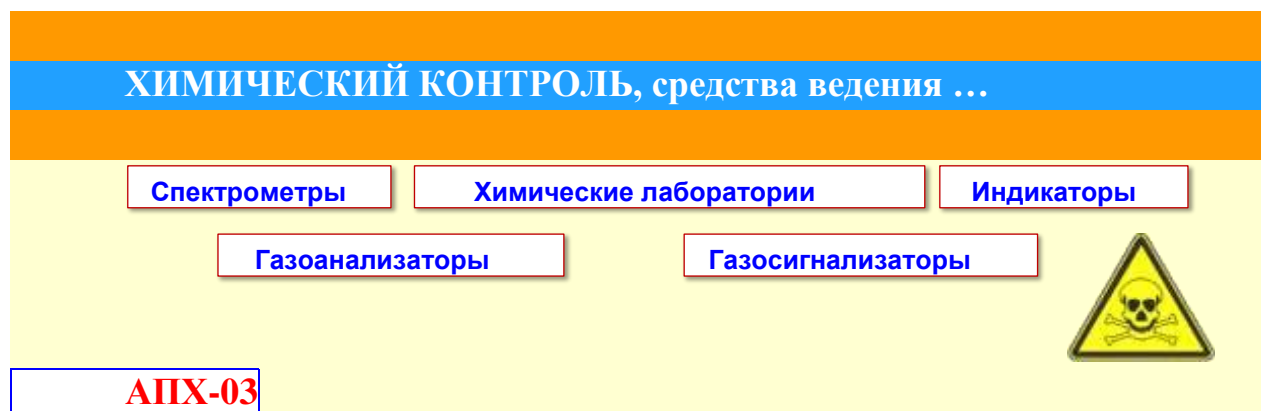 ХИМИЧЕСКИЙ КОНТРОЛЬ, средства ведения …
Спектрометры Химические лаборатории Индикаторы
Газоанализаторы Газосигнализаторы
АПХ-03